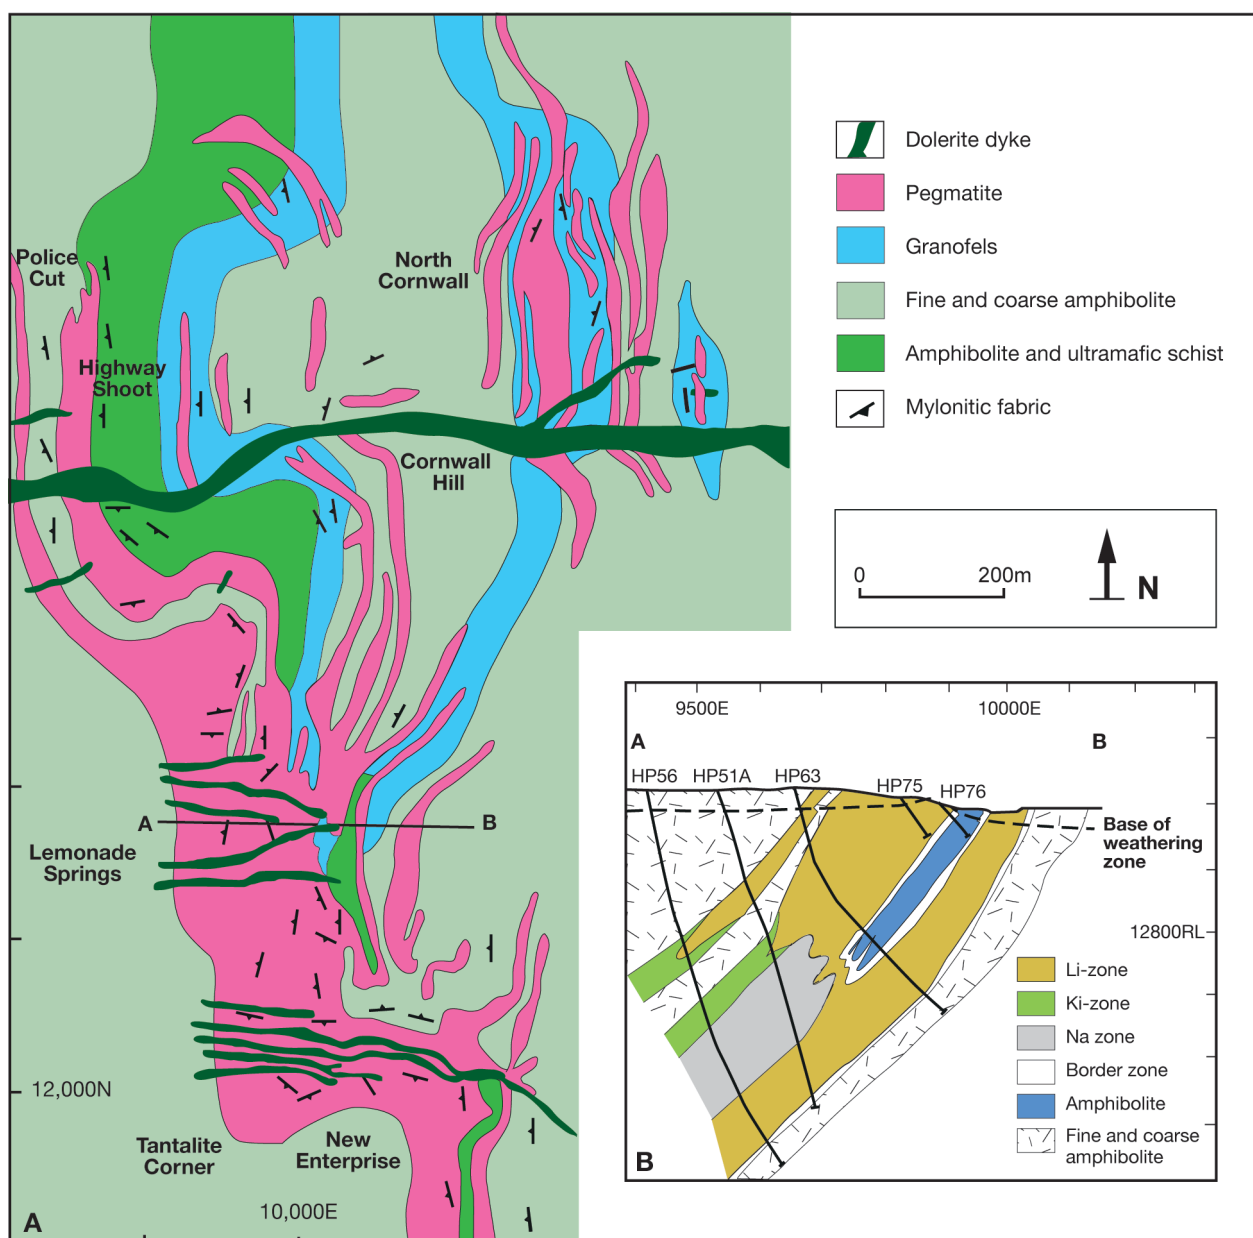 Police
Cut
North
Cornwall
Highway
Shoot
Cornwall
Hill
A
B
Lemonade
Springs
12,000N
Tantalite
Corner
New
Enterprise
10,000E
A
Dolerite dyke
Pegmatite
Granofels
Fine and coarse amphibolite
Amphibolite and ultramafic schist
Mylonitic fabric
0
200m
N
9500E
10000E
A
B
HP56
HP51A
HP63
HP75
HP76
Base of
weathering
zone
12800RL
Li-zone
Ki-zone
Na zone
Border zone
Amphibolite
Fine and coarse
amphibolite
B